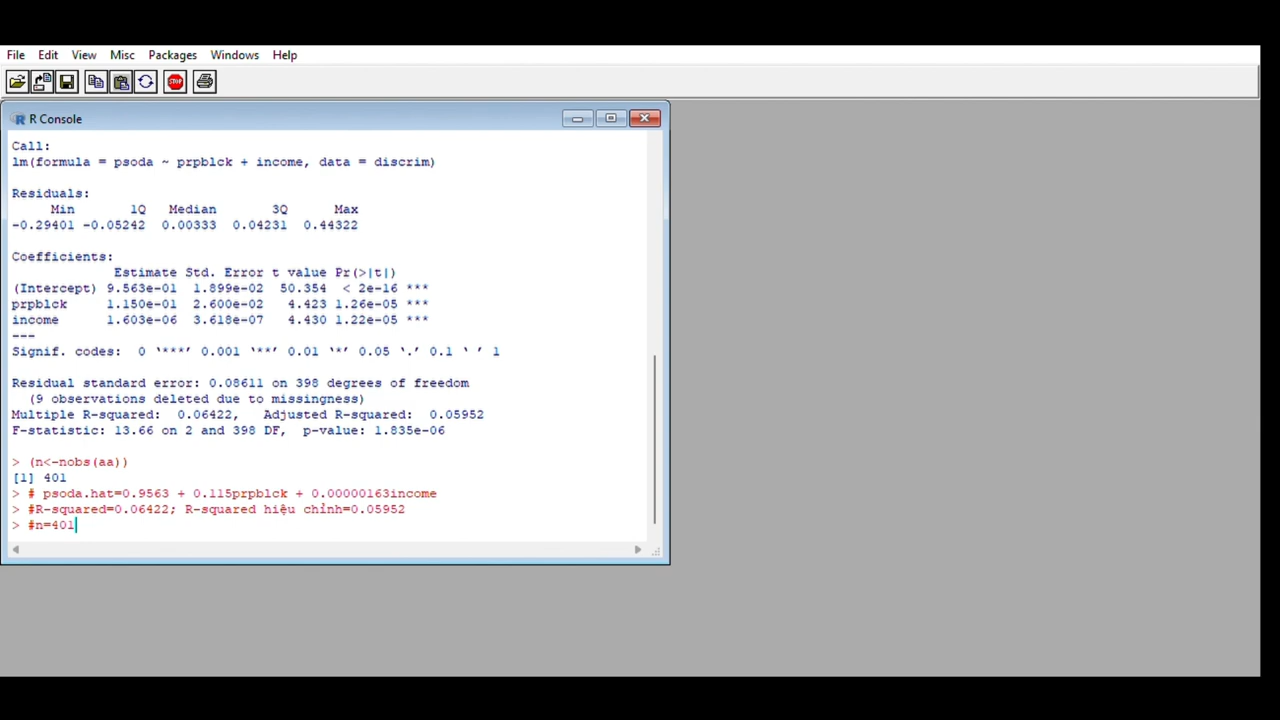 File Edit View Misc Packages Windows Help
STOP
R R Console
Call:
lm(formula = psoda ~ prpblck + income, data = discrim)
Residuals:
Min 1Q Median 3Q Max
-0.29401 -0.05242 0.00333 0.04231 0.44322
Coefficients:
Estimate Std. Error t value Pr(>|t|)
(Intercept) 9.563e-01 1.899e-02 50.354 < 2e-16 ***
prpblck 1.150e-01 2.600e-02 4.423 1.26e-05 ***
income 1.603e-06 3.618e-07 4.430 1.22e-05 ***
---
Signif. codes: 0 ‘***’ 0.001 ‘**’ 0.01 ‘*’ 0.05 ‘.’ 0.1 ‘ ’ 1
Residual standard error: 0.08611 on 398 degrees of freedom
(9 observations deleted due to missingness)
Multiple R-squared: 0.06422, Adjusted R-squared: 0.05952
F-statistic: 13.66 on 2 and 398 DF, p-value: 1.835e-06
> (n<-nobs(aa))
[1] 401
> # psoda.hat=0.9563 + 0.115prpblck + 0.00000163income
> #R-squared=0.06422; R-squared hiệu chỉnh=0.05952
> #n=401